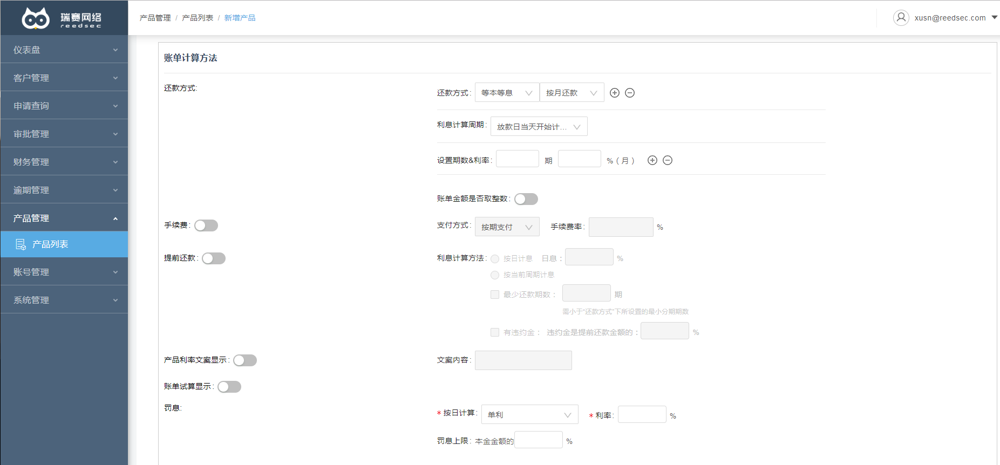 瑞赛网络
reedsec
产品管理 / 产品列表 / 新增产品
xusn@reedsec.com
仪表盘
客户管理
申请查询
审批管理
财务管理
逾期管理
产品管理
产品列表
账号管理
系统管理
账单计算方法
还款方式:
还款方式: 等本等息 按月还款
利息计算周期: 放款日当天开始计...
设置期数&利率: 期 %(月)
账单金额是否取整数:
手续费: 支付方式: 按期支付 手续费率: %
提前还款: 利息计算方法: 按日计息 日息: %
按当前周期计息
最少还款期数: 期
需小于“还款方式”下所设置的最小分期期数
有违约金: 违约金是提前还款金额的: %
产品利率文案显示: 文案内容:
账单试算显示:
罚息:
* 按日计算: 单利 * 利率: %
罚息上限: 本金金额的 %